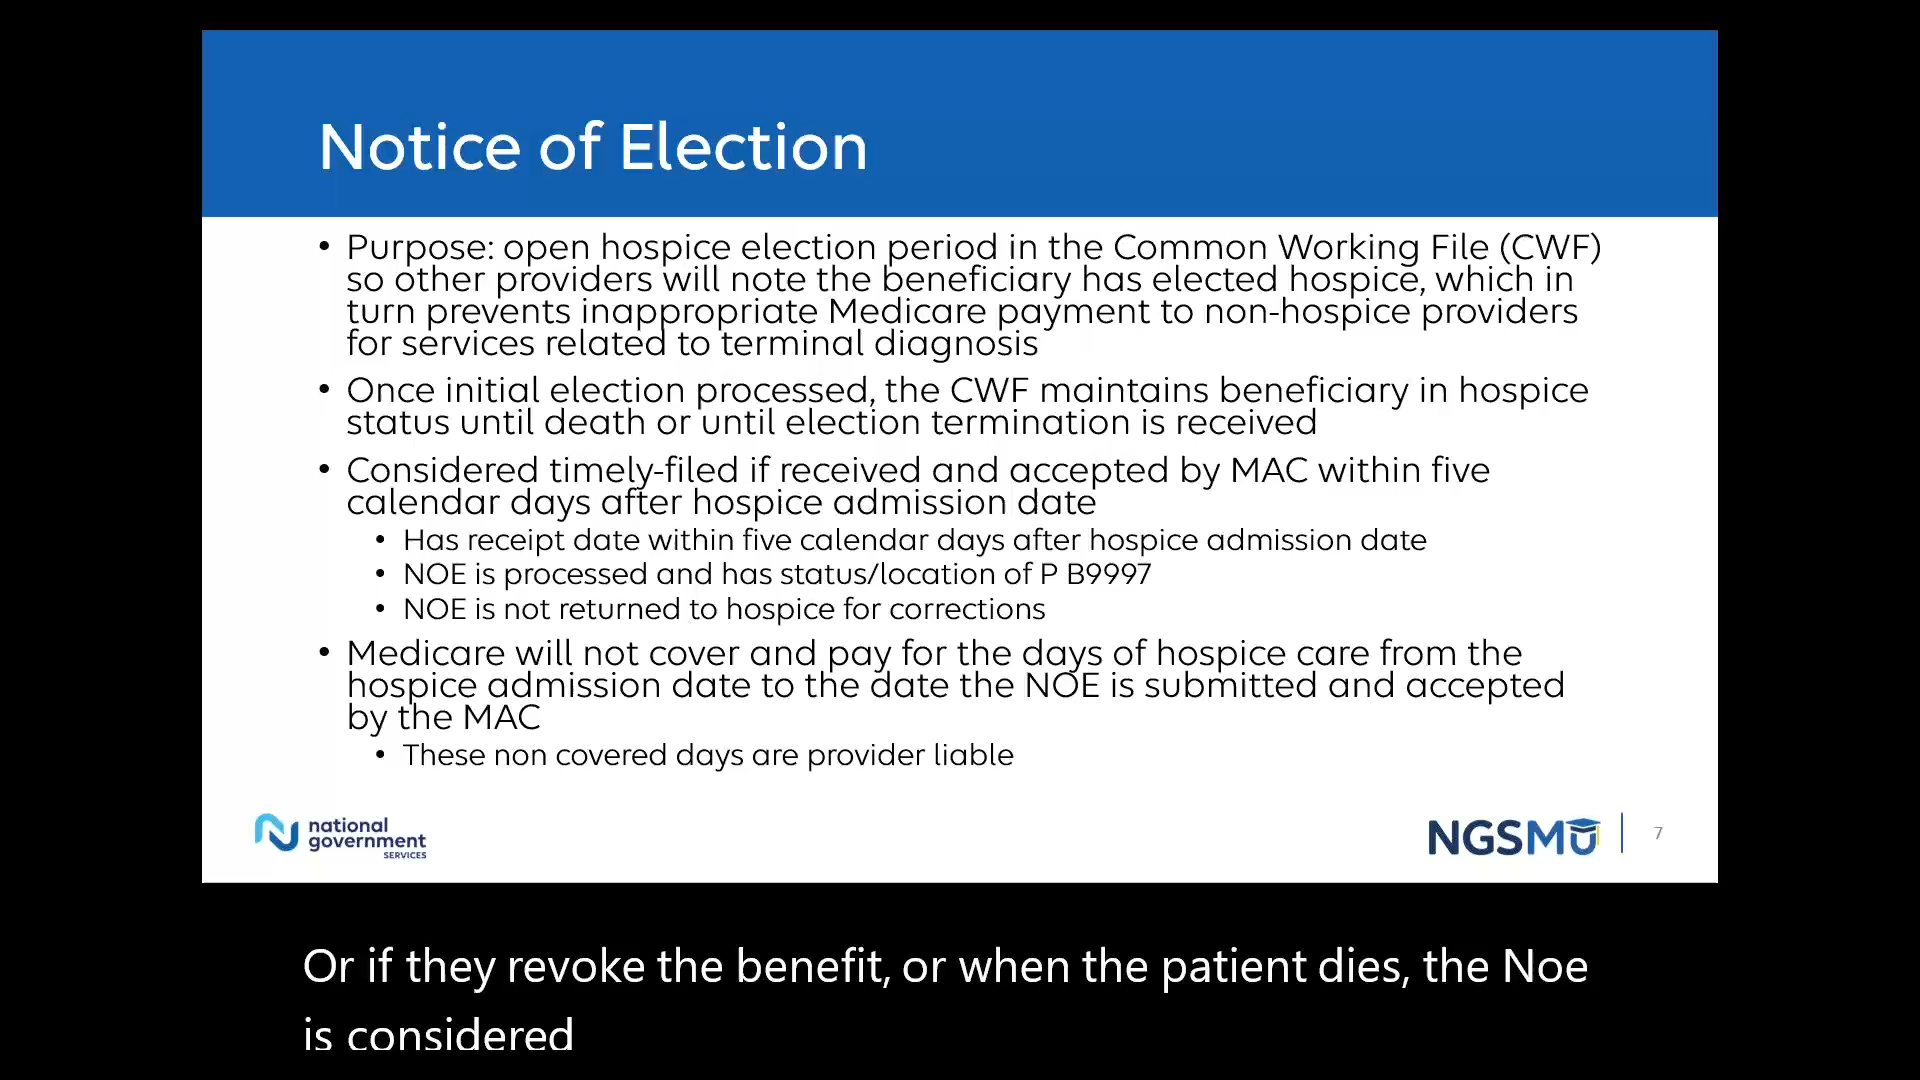 Notice of Election
• Purpose: open hospice election period in the Common Working File (CWF)
so other providers will note the beneficiary has elected hospice, which in
turn prevents inappropriate Medicare payment to non-hospice providers
for services related to terminal diagnosis
• Once initial election processed, the CWF maintains beneficiary in hospice
status until death or until election termination is received
• Considered timely-filed if received and accepted by MAC within five
calendar days after hospice admission date
• Has receipt date within five calendar days after hospice admission date
• NOE is processed and has status/location of P B9997
• NOE is not returned to hospice for corrections
• Medicare will not cover and pay for the days of hospice care from the
hospice admission date to the date the NOE is submitted and accepted
by the MAC
• These non covered days are provider liable
national
government
SERVICES
NGSMU
7
Or if they revoke the benefit, or when the patient dies, the Noe
is considered